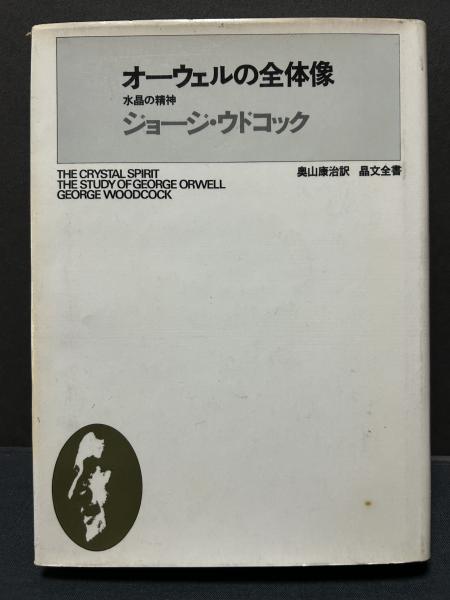 オーウェルの全体像
水晶の精神
ジョージ・ウドコック
THE CRYSTAL SPIRIT
THE STUDY OF GEORGE ORWELL
GEORGE WOODCOCK
奥山康治訳 晶文全書